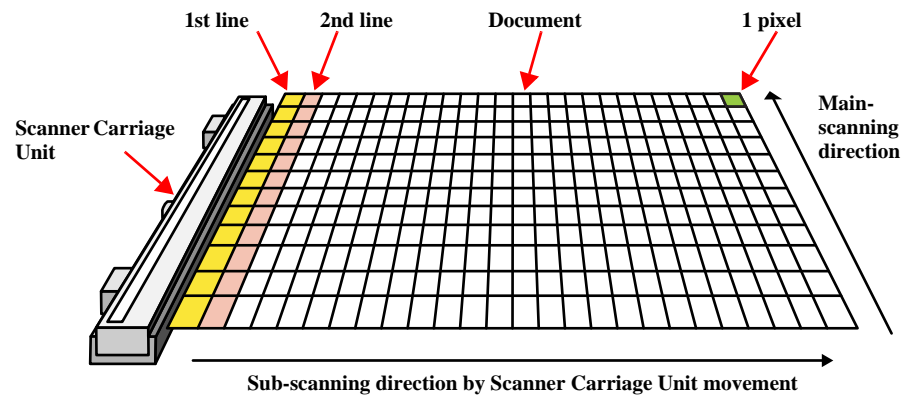 1st line
2nd line
Document
1 pixel
Main-
scanning
direction
Scanner Carriage
Unit
Sub-scanning direction by Scanner Carriage Unit movement